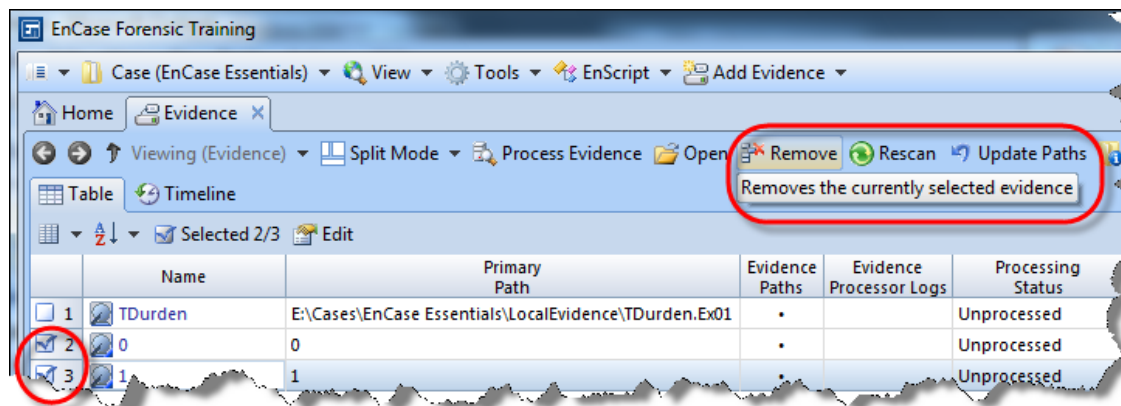 EnCase Forensic Training
Case (EnCase Essentials) View Tools EnScript Add Evidence
Home Evidence
Viewing (Evidence) Split Mode Process Evidence Open Remove Rescan Update Paths
Removes the currently selected evidence
Table Timeline
Selected 2/3 Edit
Name Primary Path Evidence Paths Evidence Processor Logs Processing Status
1 TDurden E:\Cases\EnCase Essentials\LocalEvidence\TDurden.Ex01 • Unprocessed
2 0 0 • Unprocessed
3 1 1 • Unprocessed